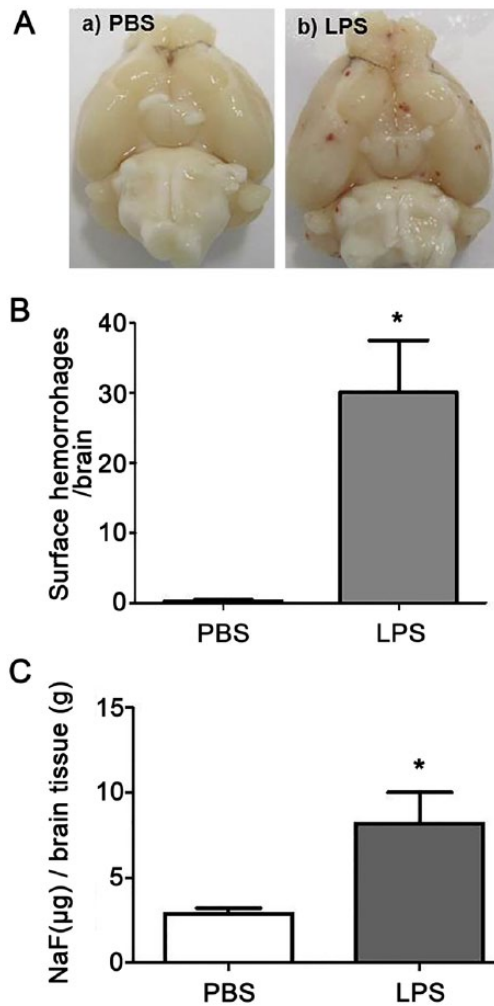 A
a) PBS
b) LPS
B
Surface hemorrohages
/brain
40
30
20
10
0
*
PBS
LPS
C
NaF(μg) / brain tissue (g)
15
10
5
0
*
PBS
LPS